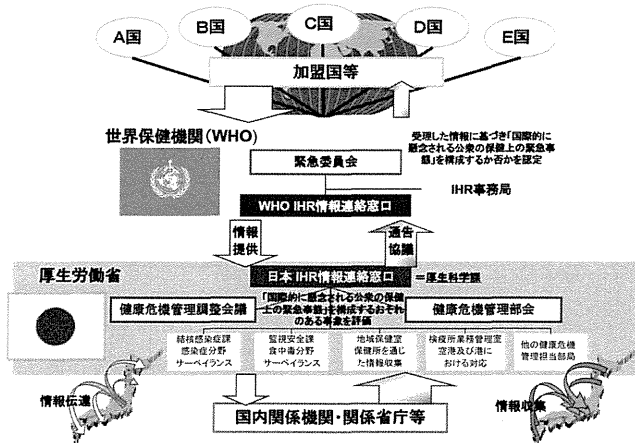 A国
B国
C国
D国
E国
加盟国等
世界保健機関(WHO)
受理した情報に基づき「国際的に
懸念される公衆の保健上の緊急事
態」を構成するか否かを認定
緊急委員会
IHR事務局
WHO IHR情報連絡窓口
情報
提供
通告
協議
厚生労働省
日本 IHR情報連絡窓口
=厚生科学課
健康危機管理調整会議
「国際的に懸念される公衆の保健
上の緊急事態」を構成するおそれ
のある事象を評価
健康危機管理部会
結核感染症課
感染症分野
サーベイランス
監視安全課
食中毒分野
サーベイランス
地域保健室
保健所を通じ
た情報収集
検疫所業務管理室
空港及び港に
おける対応
他の健康危機
管理担当部局
情報伝達
国内関係機関・関係省庁等
情報収集